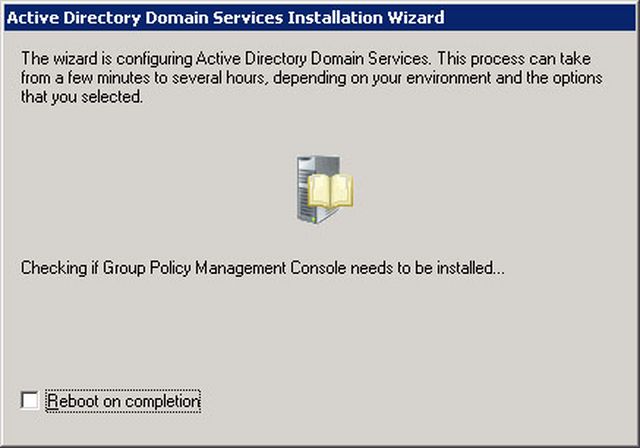 Active Directory Domain Services Installation Wizard
The wizard is configuring Active Directory Domain Services. This process can take
from a few minutes to several hours, depending on your environment and the options
that you selected.
Checking if Group Policy Management Console needs to be installed...
Reboot on completion